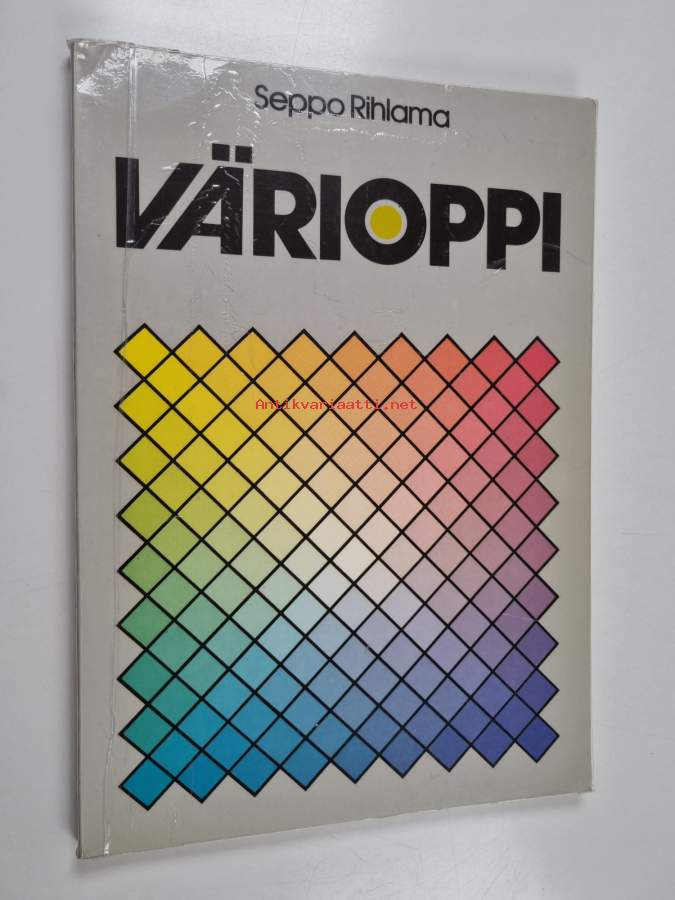 Seppo Rihlama
VÄRIOPPI
Antikvariaatti.net